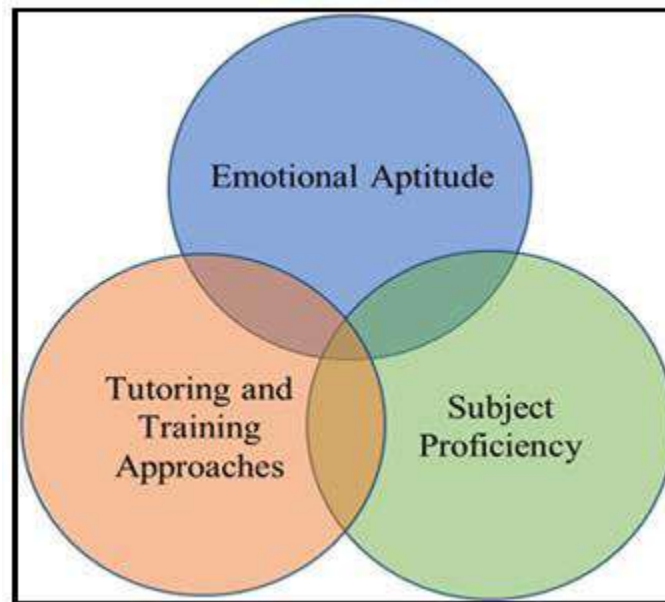 Emotional Aptitude
Tutoring and
Training
Approaches
Subject
Proficiency